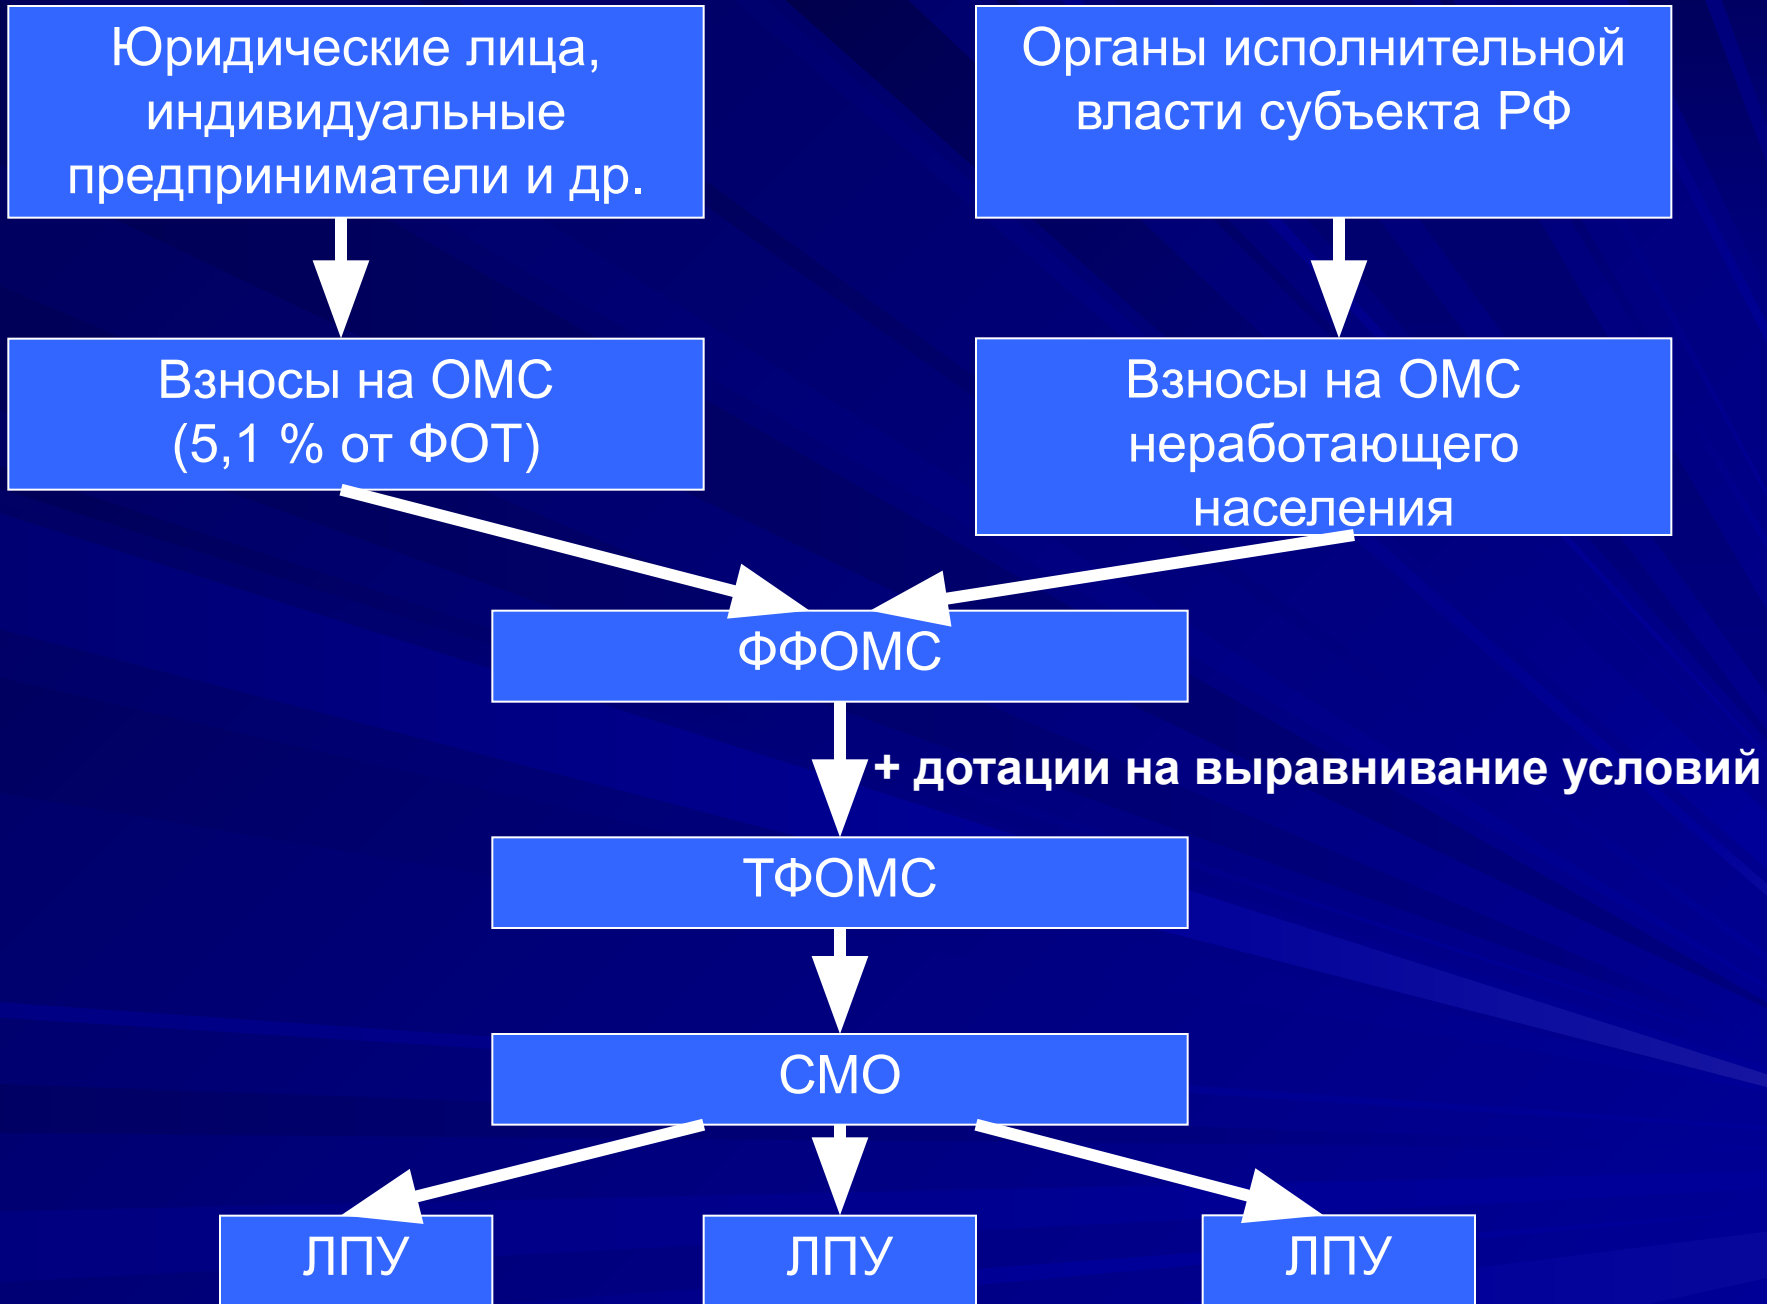 Юридические лица,
индивидуальные
предприниматели и др.
Органы исполнительной
власти субъекта РФ
Взносы на ОМС
(5,1 % от ФОТ)
Взносы на ОМС
неработающего
населения
ФФОМС
+ дотации на выравнивание условий
ТФОМС
СМО
ЛПУ
ЛПУ
ЛПУ